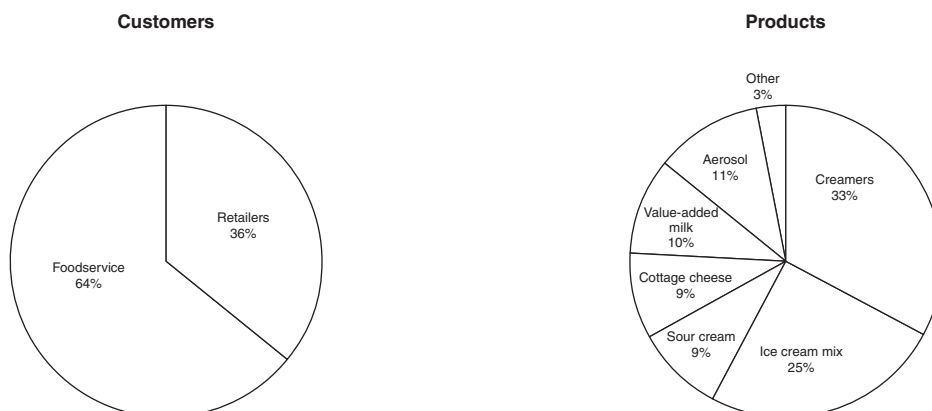 Customers
Retailers
36%
Foodservice
64%
Products
Other
3%
Aerosol
11%
Creamers
33%
Value-added
milk
10%
Cottage cheese
9%
Sour cream
9%
Ice cream mix
25%